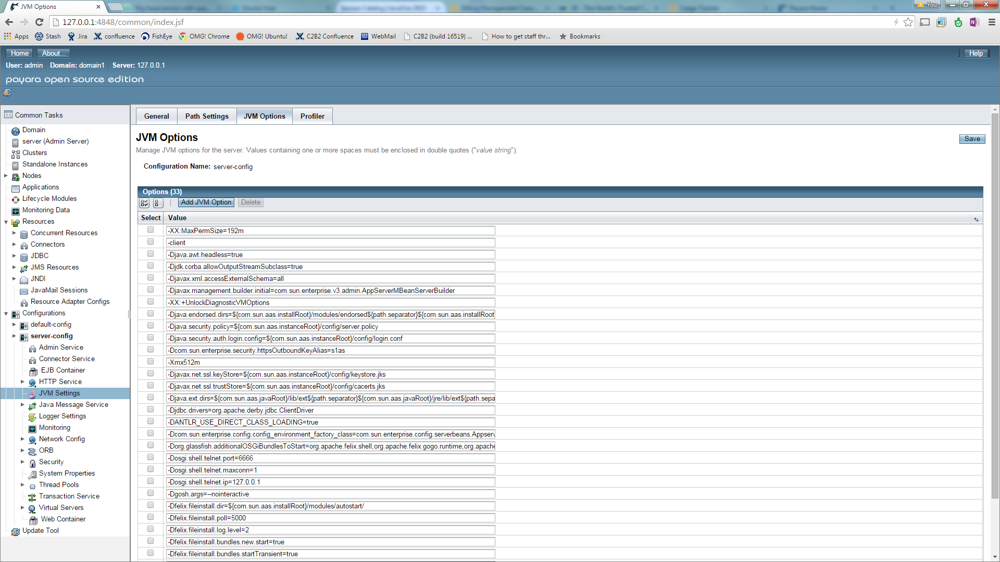 JVM Options
You
127.0.0.1:4848/common/index.jsf
Apps
Stash
Jira
confluence
FishEye
OMG! Chrome
OMG! Ubuntu!
C2B2 Confluence
WebMail
C2B2 (build 16519) ...
How to get staff thr...
Bookmarks
Home
About...
Help
User: admin
Domain: domain1
Server: 127.0.0.1
payara open source edition
Common Tasks
Domain
server (Admin Server)
Clusters
Standalone Instances
Nodes
Applications
Lifecycle Modules
Monitoring Data
Resources
Concurrent Resources
Connectors
JDBC
JMS Resources
JNDI
JavaMail Sessions
Resource Adapter Configs
Configurations
default-config
server-config
Admin Service
Connector Service
EJB Container
HTTP Service
JVM Settings
Java Message Service
Logger Settings
Monitoring
Network Config
ORB
Security
System Properties
Thread Pools
Transaction Service
Virtual Servers
Web Container
Update Tool
General
Path Settings
JVM Options
Profiler
JVM Options
Save
Manage JVM options for the server. Values containing one or more spaces must be enclosed in double quotes ("value string").
Configuration Name: server-config
Options (33)
Add JVM Option
Delete
Select
Value
-XX:MaxPermSize=192m
-client
-Djava.awt.headless=true
-Djdk.corba.allowOutputStreamSubclass=true
-Djavax.xml.accessExternalSchema=all
-Djavax.management.builder.initial=com.sun.enterprise.v3.admin.AppServerMBeanServerBuilder
-XX:+UnlockDiagnosticVMOptions
-Djava.endorsed.dirs=${com.sun.aas.installRoot}/modules/endorsed${path.separator}${com.sun.aas.installRoot}
-Djava.security.policy=${com.sun.aas.instanceRoot}/config/server.policy
-Djava.security.auth.login.config=${com.sun.aas.instanceRoot}/config/login.conf
-Dcom.sun.enterprise.security.httpsOutboundKeyAlias=s1as
-Xmx512m
-Djavax.net.ssl.keyStore=${com.sun.aas.instanceRoot}/config/keystore.jks
-Djavax.net.ssl.trustStore=${com.sun.aas.instanceRoot}/config/cacerts.jks
-Djava.ext.dirs=${com.sun.aas.javaRoot}/lib/ext${path.separator}${com.sun.aas.javaRoot}/jre/lib/ext${path.sepa
-Djdbc.drivers=org.apache.derby.jdbc.ClientDriver
-DANTLR_USE_DIRECT_CLASS_LOADING=true
-Dcom.sun.enterprise.config.config_environment_factory_class=com.sun.enterprise.config.serverbeans.Appserv
-Dorg.glassfish.additionalOSGiBundlesToStart=org.apache.felix.shell,org.apache.felix.gogo.runtime,org.apache
-Dosgi.shell.telnet.port=6666
-Dosgi.shell.telnet.maxconn=1
-Dosgi.shell.telnet.ip=127.0.0.1
-Dgosh.args=--nointeractive
-Dfelix.fileinstall.dir=${com.sun.aas.installRoot}/modules/autostart/
-Dfelix.fileinstall.poll=5000
-Dfelix.fileinstall.log.level=2
-Dfelix.fileinstall.bundles.new.start=true
-Dfelix.fileinstall.bundles.startTransient=true